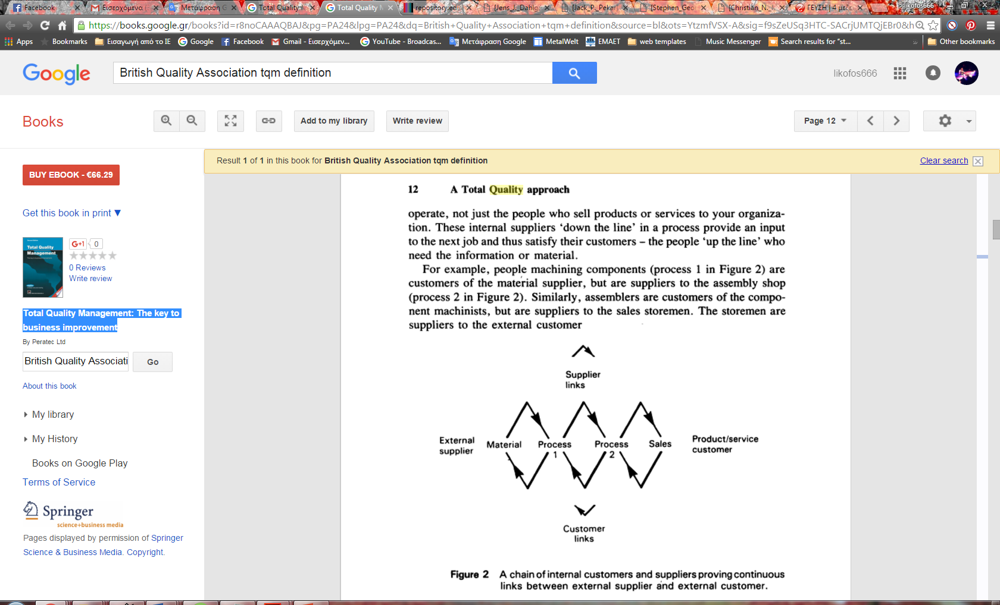 Facebook
Εισερχόμενα (
Μετάφραση G
Total Quality
Total Quality M
repository.ed
[Jens_J._Dahlg
[Jack_P._Pekar
[Stephen_Geo
[Christian_N.
ΓΕΥΣΗ | 4 μεζε
likofos666
https://books.google.gr/books?id=r8noCAAAQBAJ&pg=PA24&lpg=PA24&dq=British+Quality+Association+tqm+definition&source=bl&ots=YtzmfVSX-A&sig=f9sZeUSq3HTC-SACrjUMTQjEBr0&h
Apps
Bookmarks
Εισαγωγή από το IE
Google
Facebook
Gmail - Εισερχόμεν...
YouTube - Broadcas...
Μετάφραση Google
MetalWelt
EMAET
web templates
Music Messenger
Search results for "st...
»
Other bookmarks
Google
British Quality Association tqm definition
likofos666
Books
Add to my library
Write review
Page 12
BUY EBOOK - €66.29
Get this book in print ▼
Total Quality
Management
G+1
0
0 Reviews
Write review
Total Quality Management: The key to
business improvement
By Peratec Ltd
British Quality Associati
Go
About this book
My library
My History
Books on Google Play
Terms of Service
Springer
science+business media
Pages displayed by permission of Springer
Science & Business Media. Copyright.
Result 1 of 1 in this book for British Quality Association tqm definition
Clear search
12 A Total Quality approach
operate, not just the people who sell products or services to your organiza-
tion. These internal suppliers ‘down the line’ in a process provide an input
to the next job and thus satisfy their customers – the people ‘up the line’ who
need the information or material.
For example, people machining components (process 1 in Figure 2) are
customers of the material supplier, but are suppliers to the assembly shop
(process 2 in Figure 2). Similarly, assemblers are customers of the compo-
nent machinists, but are suppliers to the sales storemen. The storemen are
suppliers to the external customer
Supplier
links
External
supplier
Material
Process
1
Process
2
Sales
Product/service
customer
Customer
links
Figure 2 A chain of internal customers and suppliers proving continuous
links between external supplier and external customer.